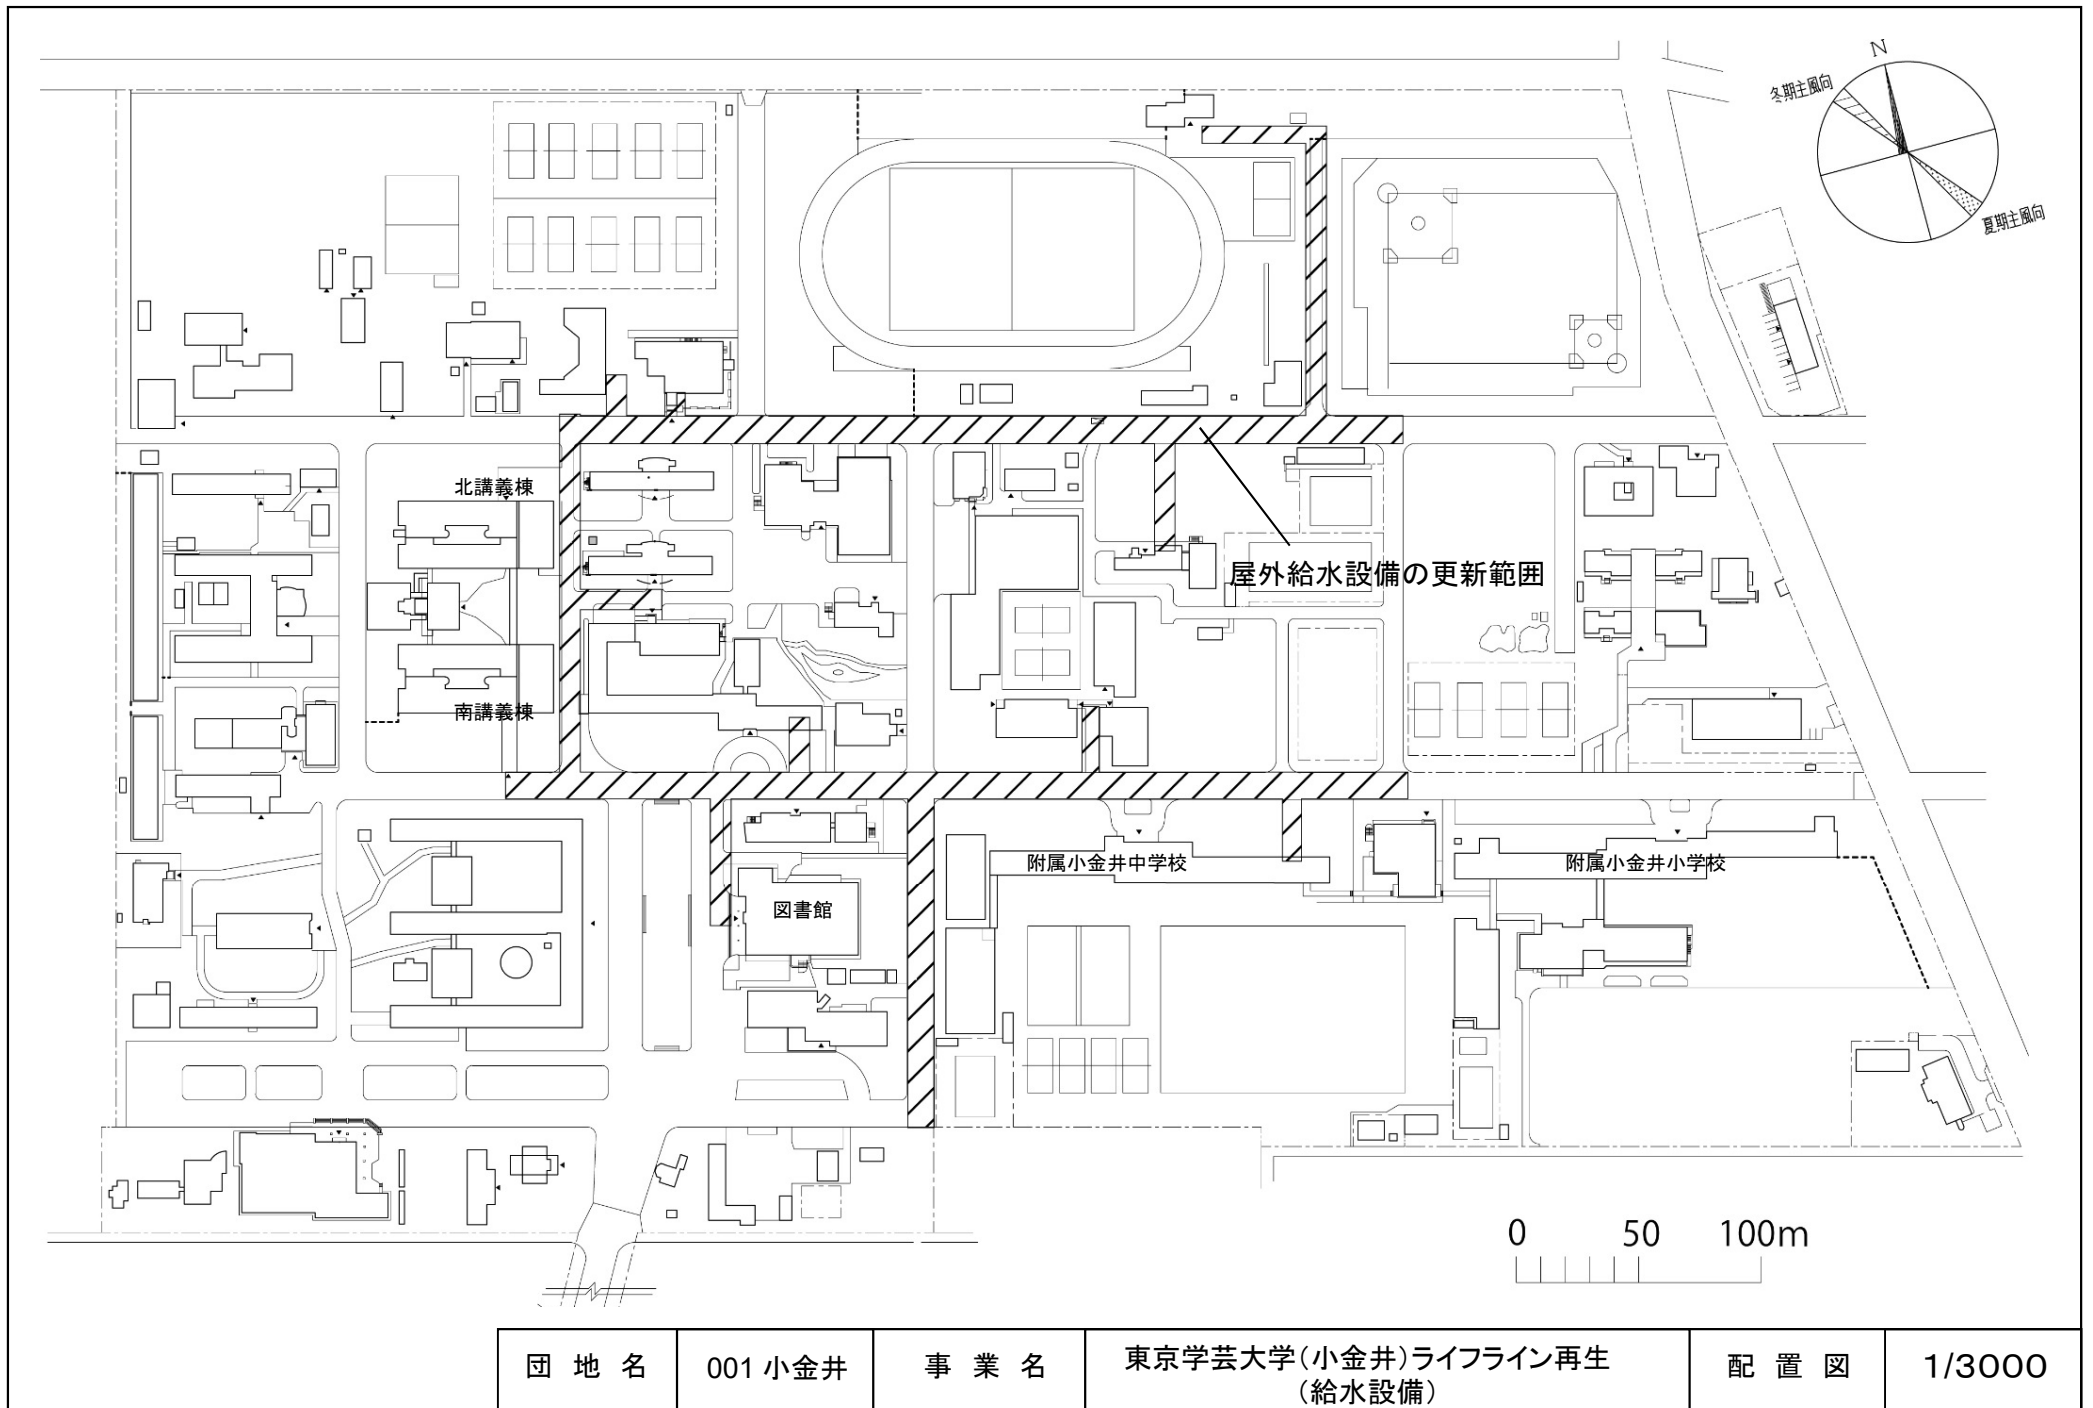 N
冬期主風向
夏期主風向
北講義棟
屋外給水設備の更新範囲
南講義棟
附属小金井中学校
附属小金井小学校
図書館
0 50 100m
団地名 001 小金井 事業名 東京学芸大学(小金井)ライフライン再生
(給水設備) 配置図 1/3000